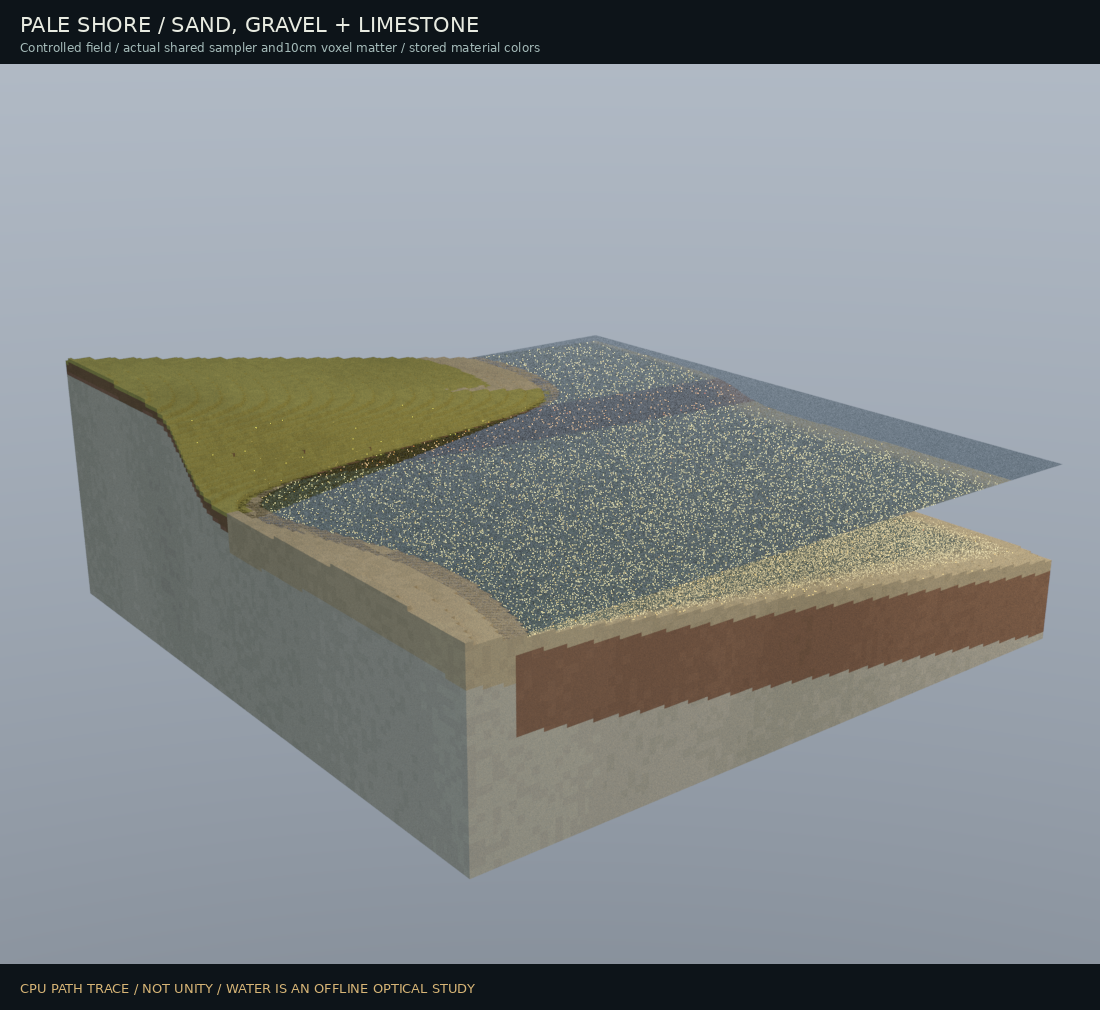 PALE SHORE / SAND, GRAVEL + LIMESTONE
Controlled field / actual shared sampler and10cm voxel matter / stored material colors
CPU PATH TRACE / NOT UNITY / WATER IS AN OFFLINE OPTICAL STUDY